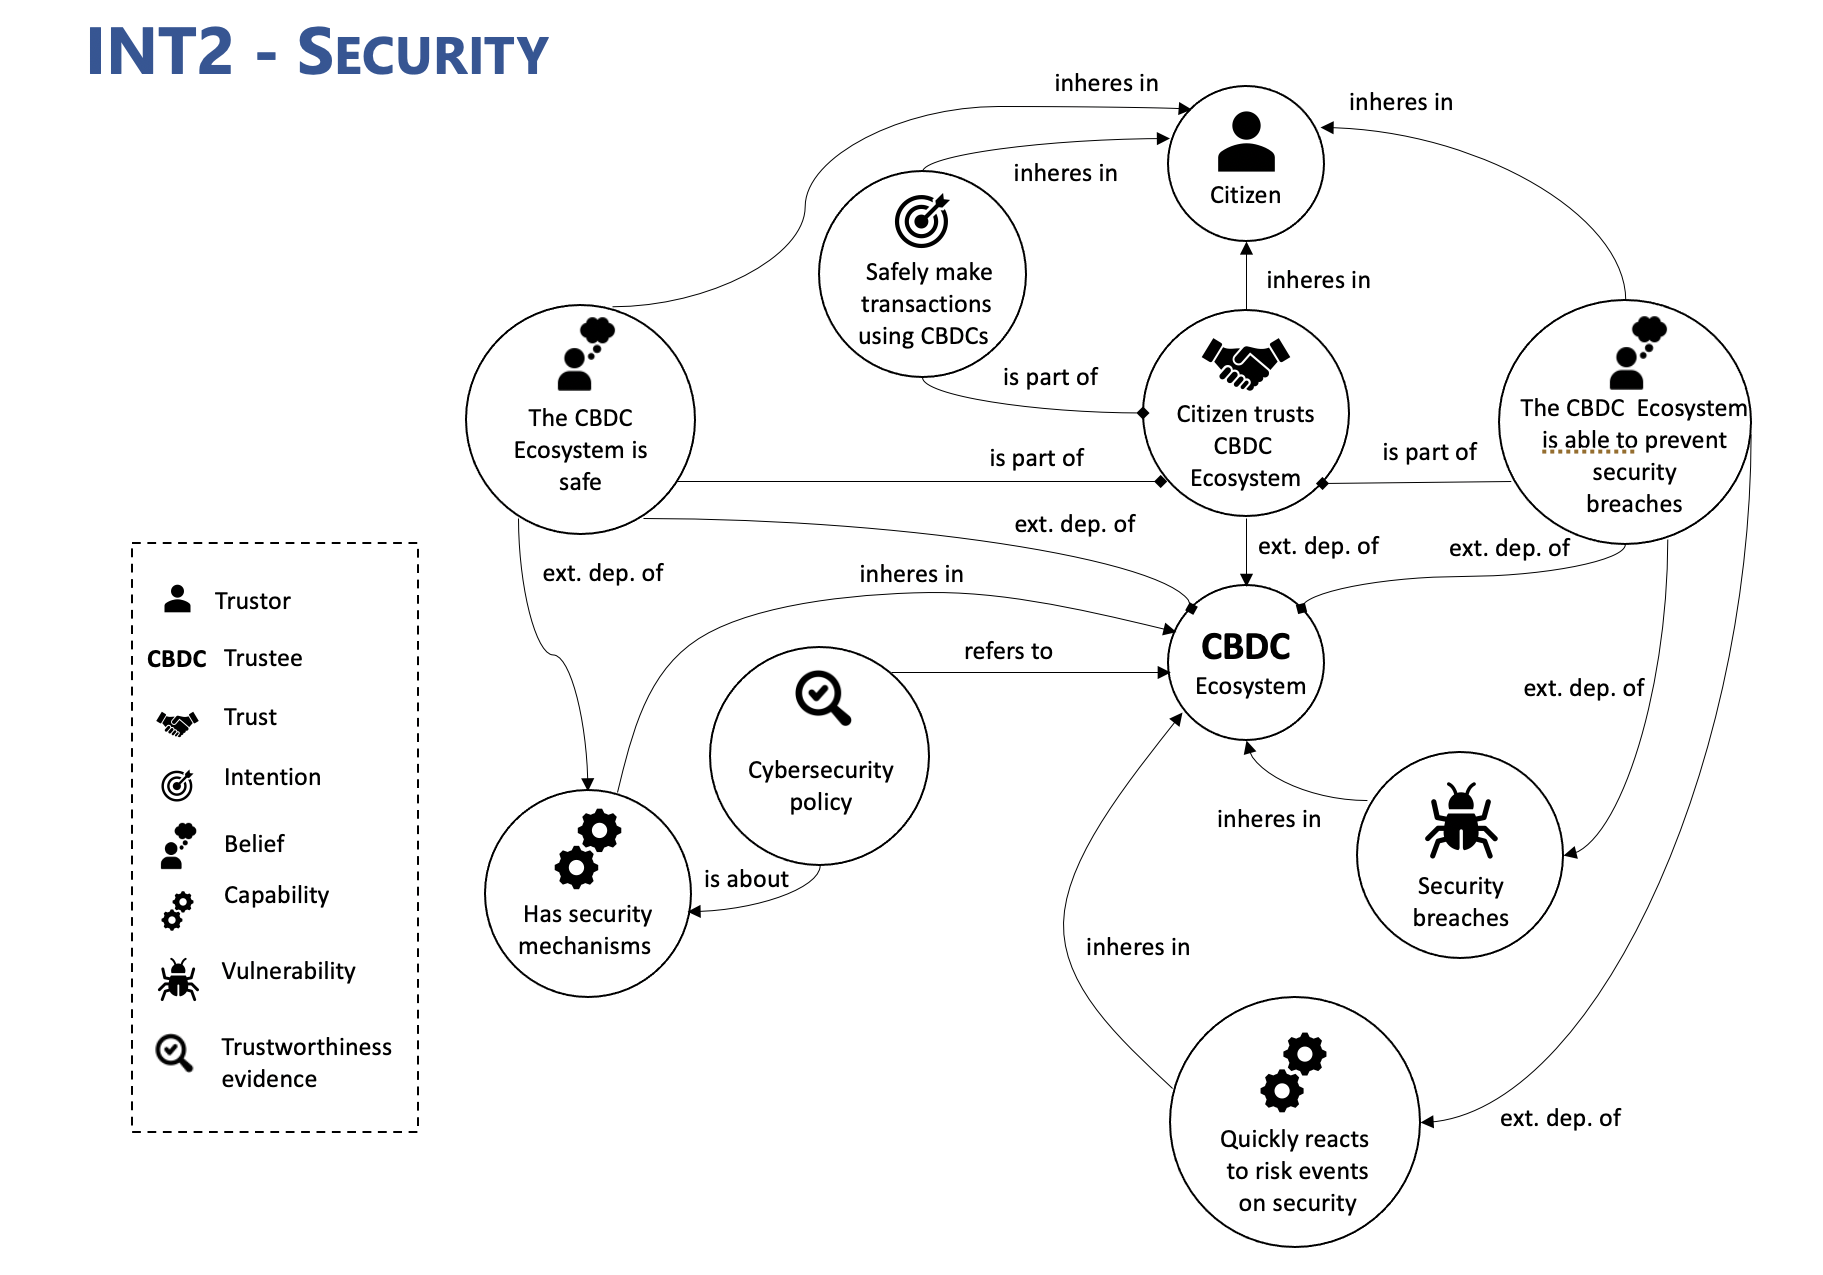 INT2 - SECURITY
inheres in
inheres in
inheres in
Citizen
inheres in
Safely make
transactions
using CBDCs
is part of
Citizen trusts
CBDC
Ecosystem
The CBDC
Ecosystem is
safe
is part of
The CBDC  Ecosystem
is able to prevent
security
breaches
is part of
ext. dep. of
ext. dep. of
ext. dep. of
ext. dep. of
inheres in
refers to
CBDC
Ecosystem
ext. dep. of
Cybersecurity
policy
inheres in
is about
Has security
mechanisms
Security
breaches
inheres in
Quickly reacts
to risk events
on security
ext. dep. of
Trustor
CBDC Trustee
Trust
Intention
Belief
Capability
Vulnerability
Trustworthiness
evidence